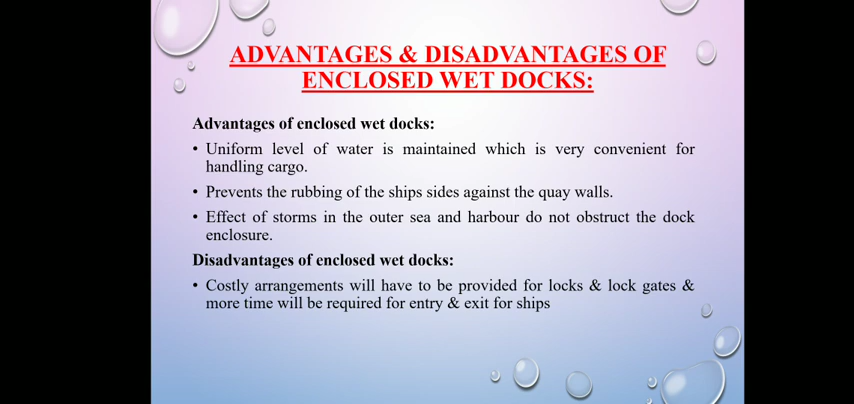 ADVANTAGES & DISADVANTAGES OF
ENCLOSED WET DOCKS:
Advantages of enclosed wet docks:
• Uniform level of water is maintained which is very convenient for
handling cargo.
• Prevents the rubbing of the ships sides against the quay walls.
• Effect of storms in the outer sea and harbour do not obstruct the dock
enclosure.
Disadvantages of enclosed wet docks:
• Costly arrangements will have to be provided for locks & lock gates &
more time will be required for entry & exit for ships